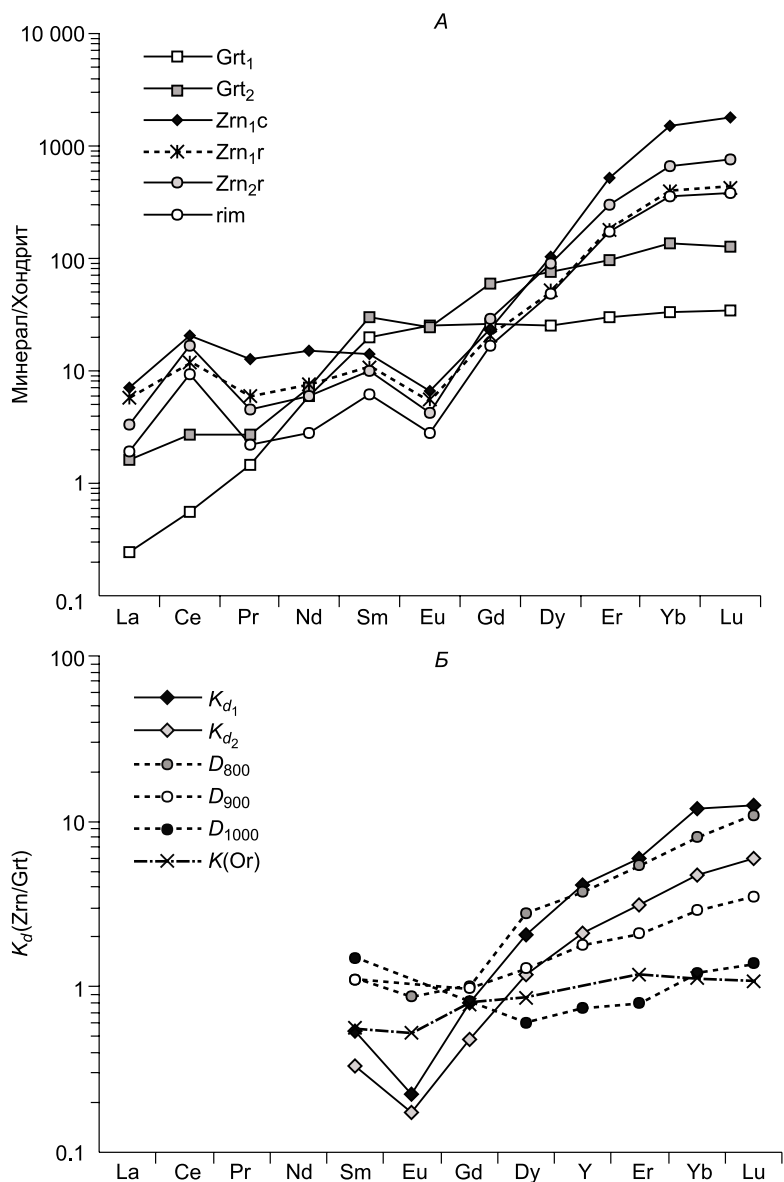 А
10 000
1000
100
10
1
0.1
Минерал/Хондрит
Grt1
Grt2
Zrn1c
Zrn1r
Zrn2r
rim
La Ce Pr Nd Sm Eu Gd Dy Er Yb Lu
Б
100
10
1
0.1
Kd(Zrn/Grt)
Kd1
Kd2
D800
D900
D1000
K(Or)
La Ce Pr Nd Sm Eu Gd Dy Y Er Yb Lu